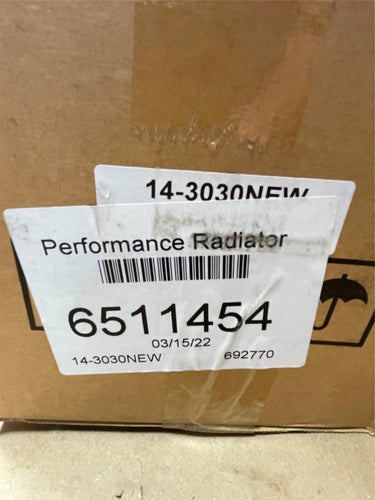 14-3030NEW
Performance Radiator
6511454
03/15/22
14-3030NEW 692770